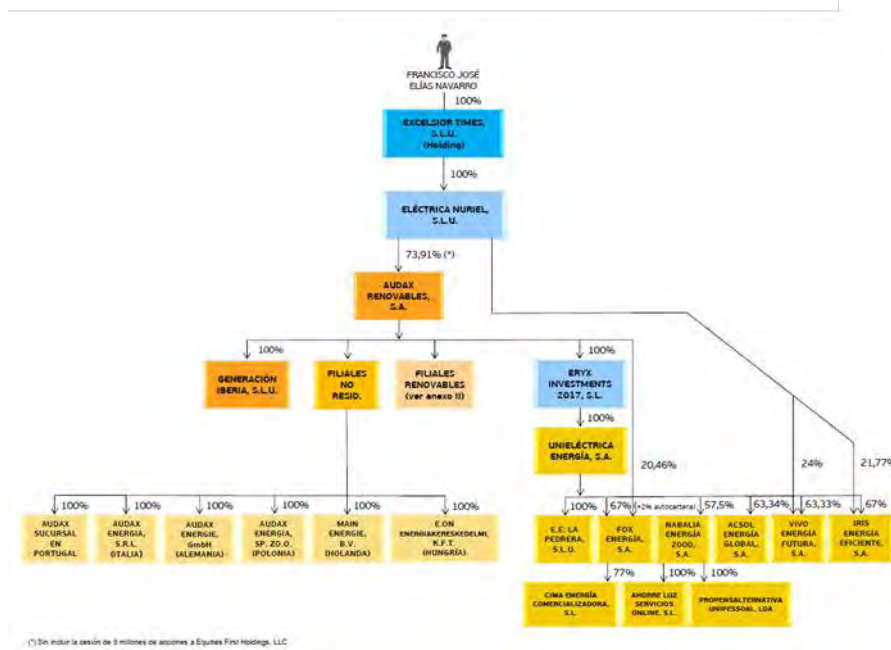 FRANCISCO JOSÉ
ELÍAS NAVARRO
100%
EXCELSIOR TIMES,
S.L.U.
(Holding)
100%
ELÉCTRICA NURIEL,
S.L.U.
73,91% (*)
AUDAX
RENOVABLES,
S.A.
100%
100%
100%
100%
GENERACIÓN
IBERIA, S.L.U.
FILIALES
NO
RESID.
FILIALES
RENOVABLES
(ver anexo II)
ERYX
INVESTMENTS
2017, S.L.
100%
UNIELÉCTRICA
ENERGÍA, S.A.
20,46%
24%
21,77%
100%
100%
100%
100%
100%
100%
100%
67%
(+2% autocartera)
57,5%
63,34%
63,33%
67%
AUDAX
SUCURSAL
EN
PORTUGAL
AUDAX
ENERGIA,
S.R.L.
(ITALIA)
AUDAX
ENERGIE,
GmbH
(ALEMANIA)
AUDAX
ENERGÍA,
SP. ZO.O.
(POLONIA)
MAIN
ENERGIE,
B.V.
(HOLANDA)
E.ON
ENERGIAKERESKEDELMI,
K.F.T.
(HUNGRÍA)
E.E. LA
PEDRERA,
S.L.U.
FOX
ENERGÍA,
S.A.
NABALIA
ENERGÍA
2000,
S.A.
ACSOL
ENERGÍA
GLOBAL,
S.A.
VIVO
ENERGÍA
FUTURA,
S.A.
IRIS
ENERGÍA
EFICIENTE,
S.A.
77%
100%
100%
CIMA ENERGÍA
COMERCIALIZADORA,
S.L.
AHORRE LUZ
SERVICIOS
ONLINE, S.L.
PROPENSALTERNATIVA
UNIPESSOAL, LDA
(*) Sin incluir la cesión de 8 millones de acciones a Equities First Holdings, LLC